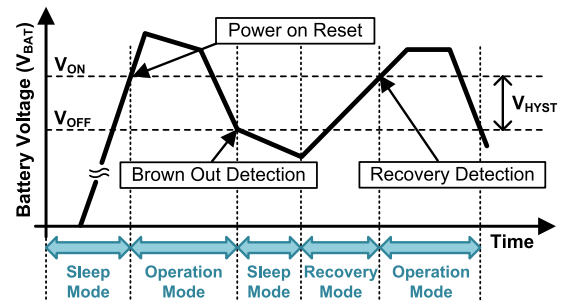 Battery Voltage (VBAT)
Power on Reset
VON
VOFF
VHYST
Brown Out Detection
Recovery Detection
Time
Sleep
Mode
Operation
Mode
Sleep
Mode
Recovery
Mode
Operation
Mode